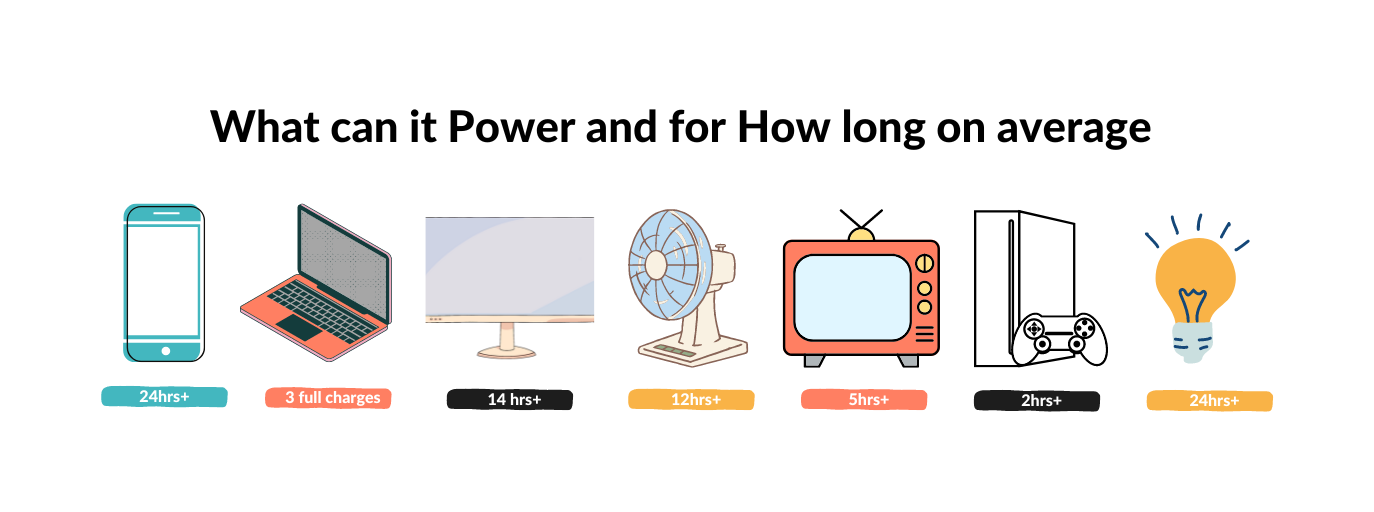 What can it Power and for How long on average
24hrs+
3 full charges
14 hrs+
12hrs+
5hrs+
2hrs+
24hrs+